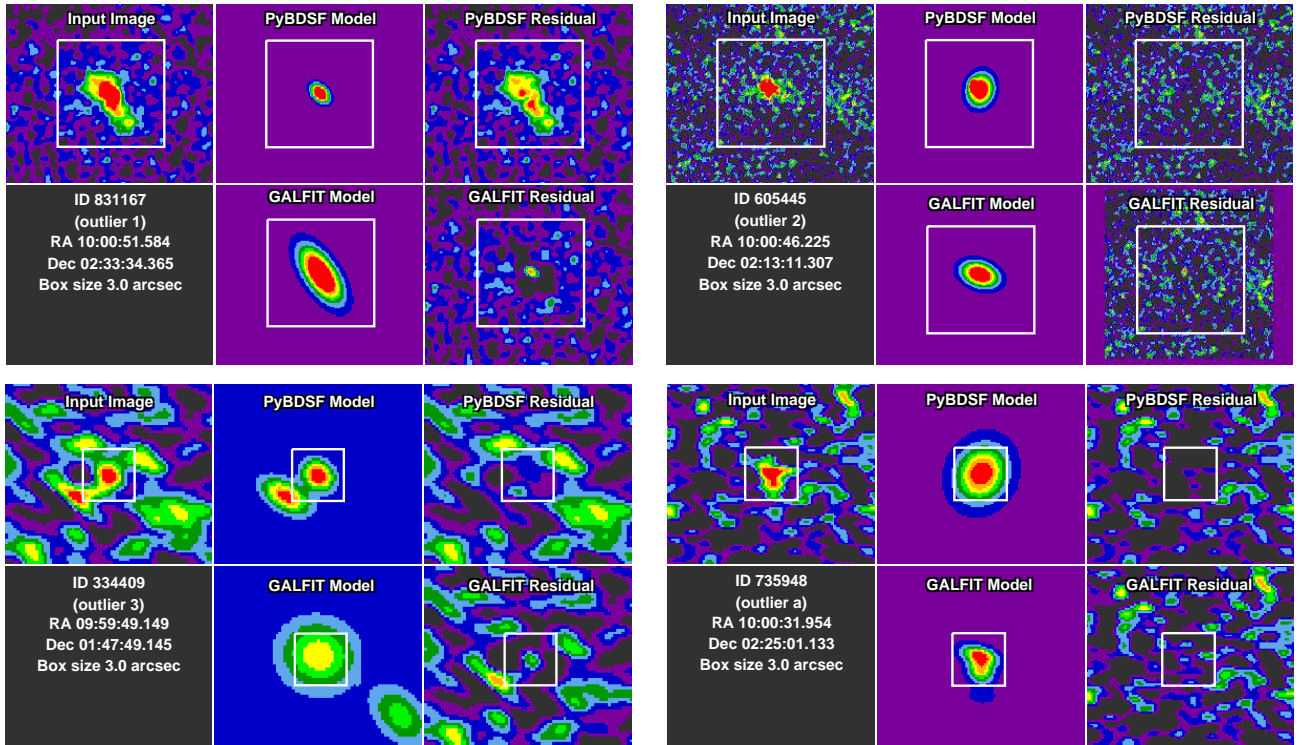 Input Image
PyBDSF Model
PyBDSF Residual
ID 831167
(outlier 1)
RA 10:00:51.584
Dec 02:33:34.365
Box size 3.0 arcsec
GALFIT Model
GALFIT Residual
Input Image
PyBDSF Model
PyBDSF Residual
ID 605445
(outlier 2)
RA 10:00:46.225
Dec 02:13:11.307
Box size 3.0 arcsec
GALFIT Model
GALFIT Residual
Input Image
PyBDSF Model
PyBDSF Residual
ID 334409
(outlier 3)
RA 09:59:49.149
Dec 01:47:49.145
Box size 3.0 arcsec
GALFIT Model
GALFIT Residual
Input Image
PyBDSF Model
PyBDSF Residual
ID 735948
(outlier a)
RA 10:00:31.954
Dec 02:25:01.133
Box size 3.0 arcsec
GALFIT Model
GALFIT Residual